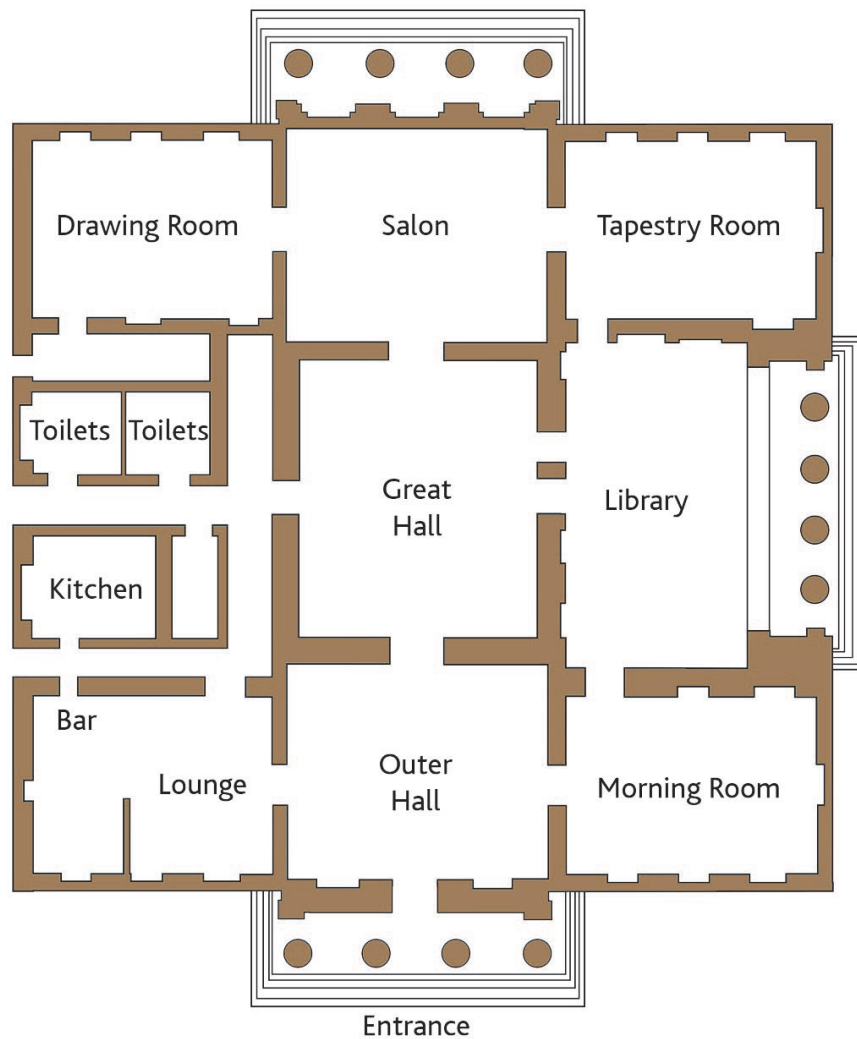 Drawing Room
Salon
Tapestry Room
Toilets
Toilets
Great
Hall
Library
Kitchen
Bar
Lounge
Outer
Hall
Morning Room
Entrance